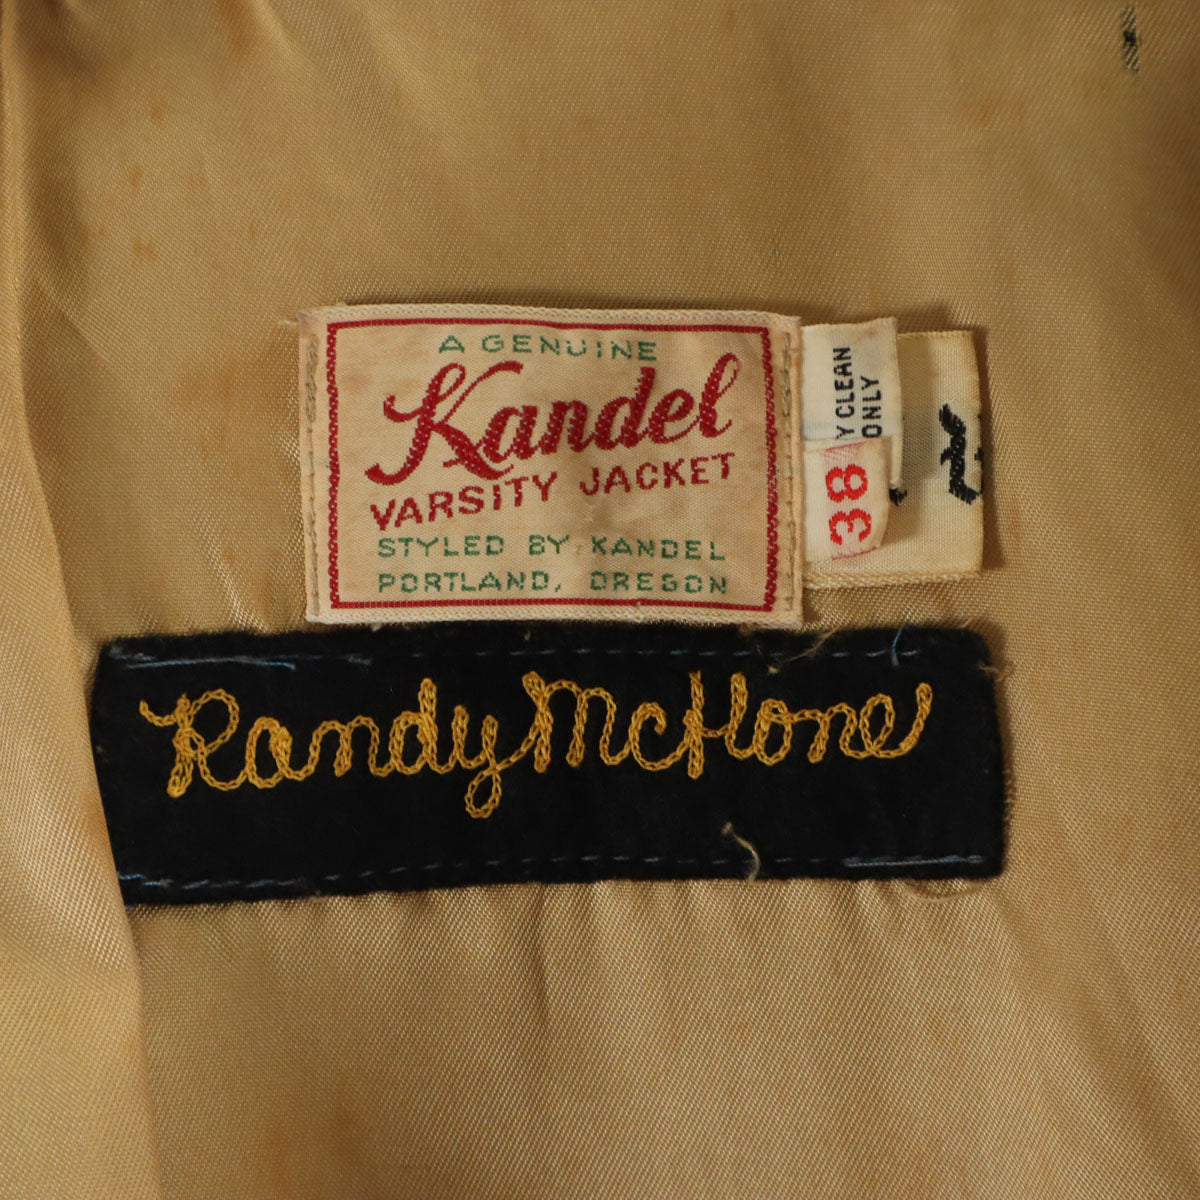 A GENUINE
Kandel
VARSITY JACKET
STYLED BY KANDEL
PORTLAND, OREGON
Y CLEAN
ONLY
38
Randy McHone